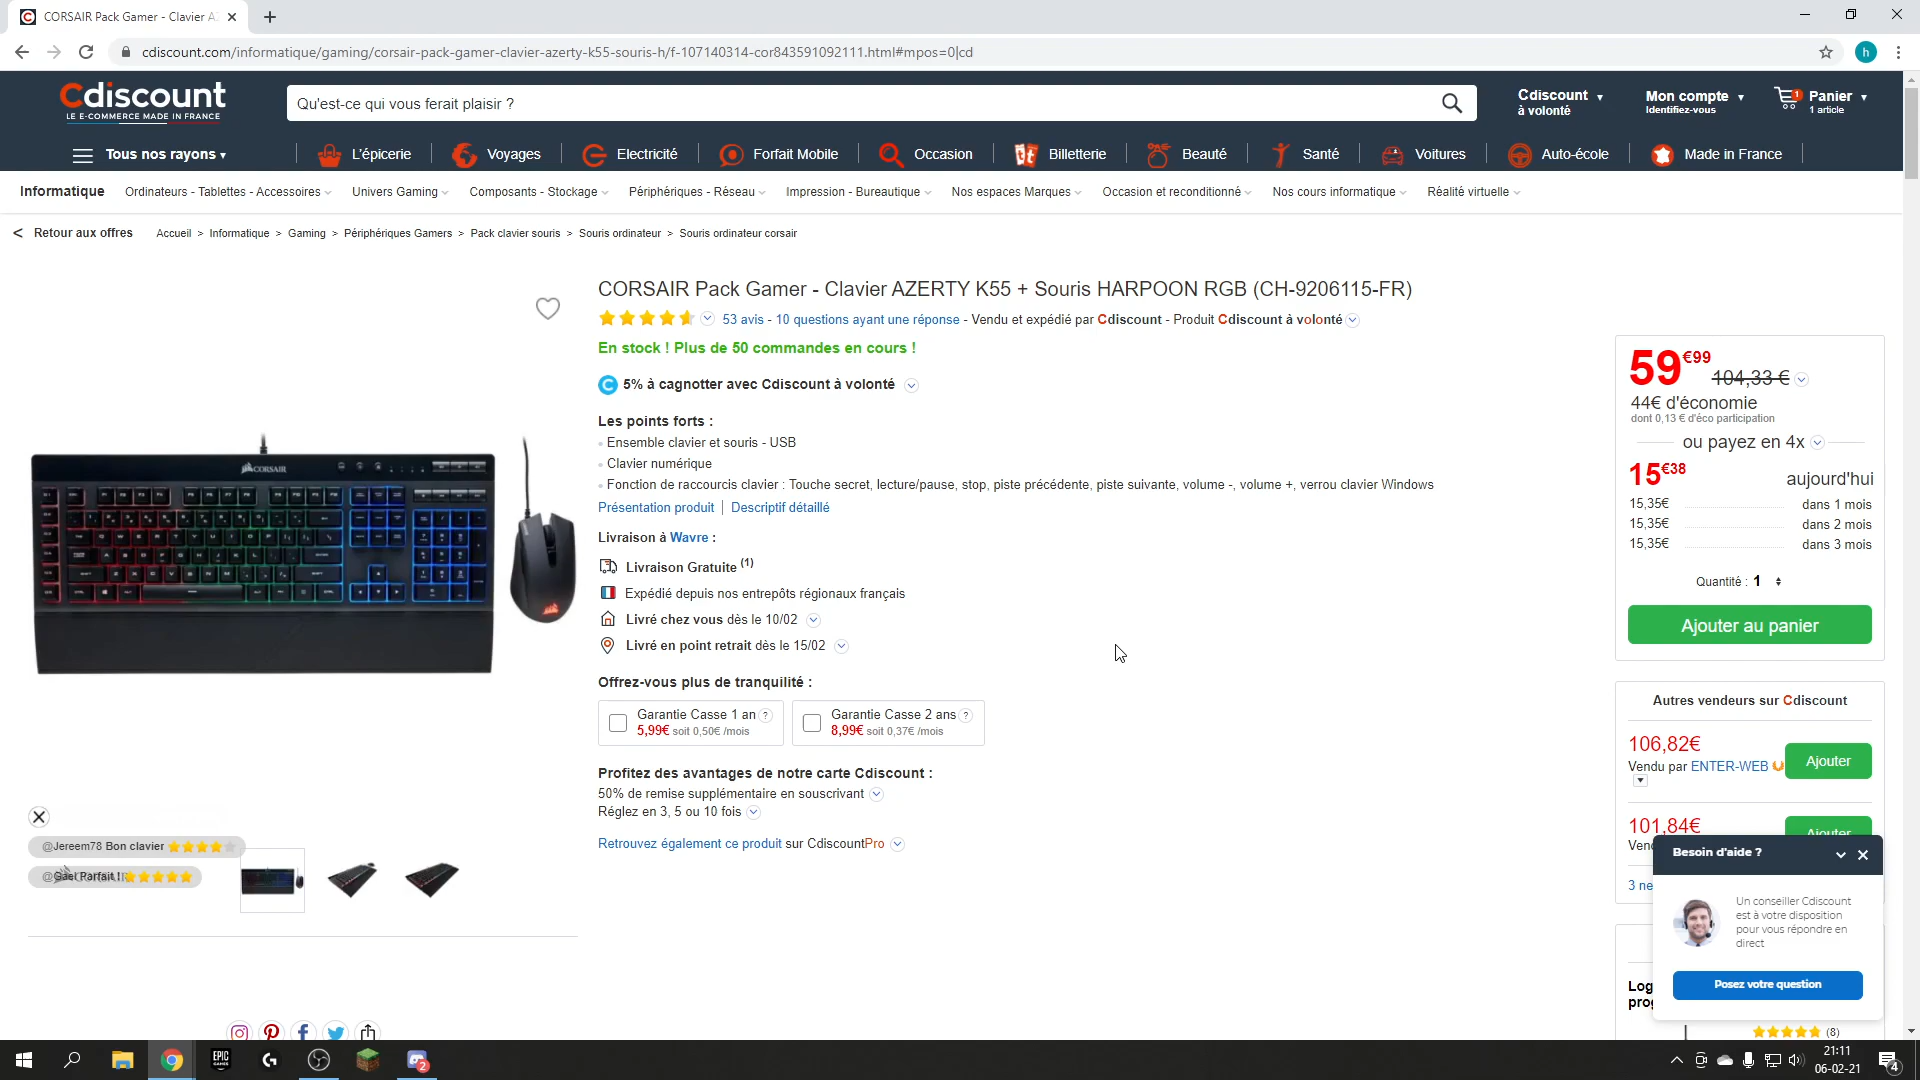 CORSAIR Pack Gamer - Clavier AZ
cdiscount.com/informatique/gaming/corsair-pack-gamer-clavier-azerty-k55-souris-h/f-107140314-cor843591092111.html#mpos=0|cd
h
Cdiscount
LE E-COMMERCE MADE IN FRANCE
Qu'est-ce qui vous ferait plaisir ?
Cdiscount
à volonté
Mon compte
Identifiez-vous
1
Panier
1 article
Tous nos rayons
L'épicerie
Voyages
Electricité
Forfait Mobile
Occasion
Billetterie
Beauté
Santé
Voitures
Auto-école
Made in France
Informatique
Ordinateurs - Tablettes - Accessoires
Univers Gaming
Composants - Stockage
Périphériques - Réseau
Impression - Bureautique
Nos espaces Marques
Occasion et reconditionné
Nos cours informatique
Réalité virtuelle
< Retour aux offres
Accueil > Informatique > Gaming > Périphériques Gamers > Pack clavier souris > Souris ordinateur > Souris ordinateur corsair
CORSAIR Pack Gamer - Clavier AZERTY K55 + Souris HARPOON RGB (CH-9206115-FR)
53 avis - 10 questions ayant une réponse - Vendu et expédié par Cdiscount - Produit Cdiscount à volonté
En stock ! Plus de 50 commandes en cours !
5% à cagnotter avec Cdiscount à volonté
Les points forts :
Ensemble clavier et souris - USB
Clavier numérique
Fonction de raccourcis clavier : Touche secret, lecture/pause, stop, piste précédente, piste suivante, volume -, volume +, verrou clavier Windows
Présentation produit | Descriptif détaillé
Livraison à Wavre :
Livraison Gratuite (1)
Expédié depuis nos entrepôts régionaux français
Livré chez vous dès le 10/02
Livré en point retrait dès le 15/02
Offrez-vous plus de tranquilité :
Garantie Casse 1 an ?
5,99€ soit 0,50€ /mois
Garantie Casse 2 ans ?
8,99€ soit 0,37€ /mois
Profitez des avantages de notre carte Cdiscount :
50% de remise supplémentaire en souscrivant
Réglez en 3, 5 ou 10 fois
Retrouvez également ce produit sur CdiscountPro
CORSAIR
@Jereem78 Bon clavier
@Gael Parfait !
59€99
104,33 €
44€ d'économie
dont 0,13 € d'éco participation
ou payez en 4x
15€38 aujourd'hui
15,35€ dans 1 mois
15,35€ dans 2 mois
15,35€ dans 3 mois
Quantité : 1
Ajouter au panier
Autres vendeurs sur Cdiscount
106,82€
Vendu par ENTER-WEB
Ajouter
101,84€
Ajouter
3 ne
Besoin d'aide ?
Un conseiller Cdiscount
est à votre disposition
pour vous répondre en
direct
Posez votre question
(8)
EPIC
GAMES
2
21:11
06-02-21
4